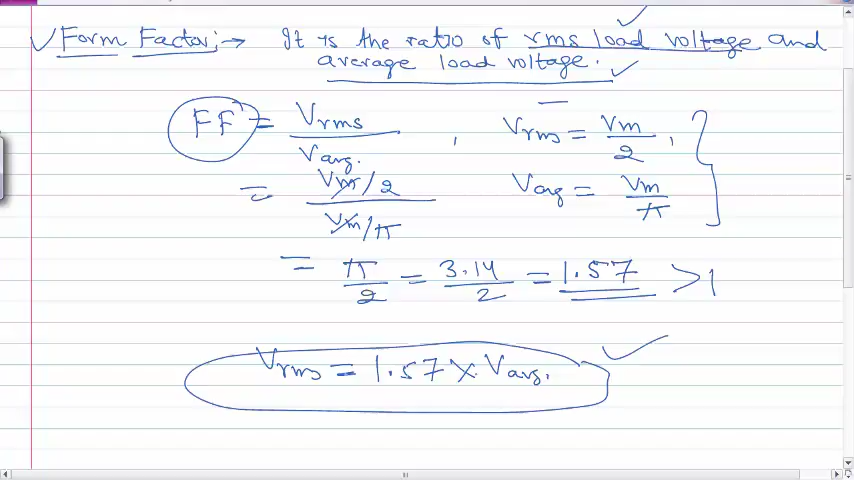 ✓ Form Factor:→ It is the ratio of rms load voltage and
average load voltage. ✓
FF = Vrms / Vavg. , Vrms = Vm/2 ,
= Vm/2 / Vm/π Vavg = Vm/π
= π/2 = 3.14/2 = 1.57 >1
Vrms = 1.57 × Vavg. ✓